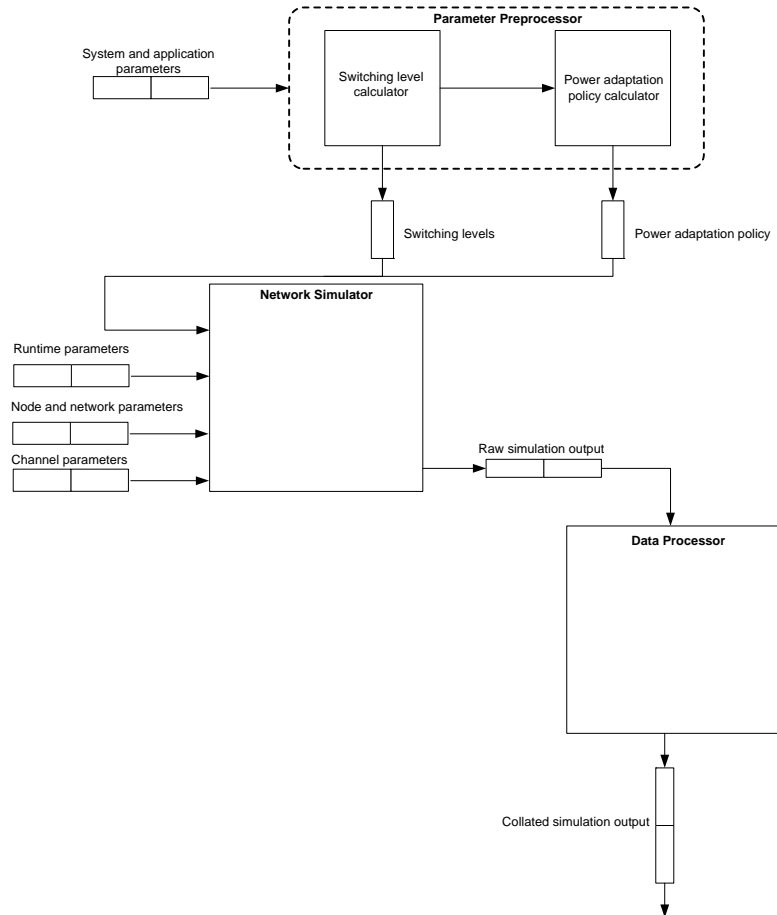 Parameter Preprocessor
System and application
parameters
Switching level
calculator
Power adaptation
policy calculator
Switching levels
Power adaptation policy
Network Simulator
Runtime parameters
Node and network parameters
Channel parameters
Raw simulation output
Data Processor
Collated simulation output